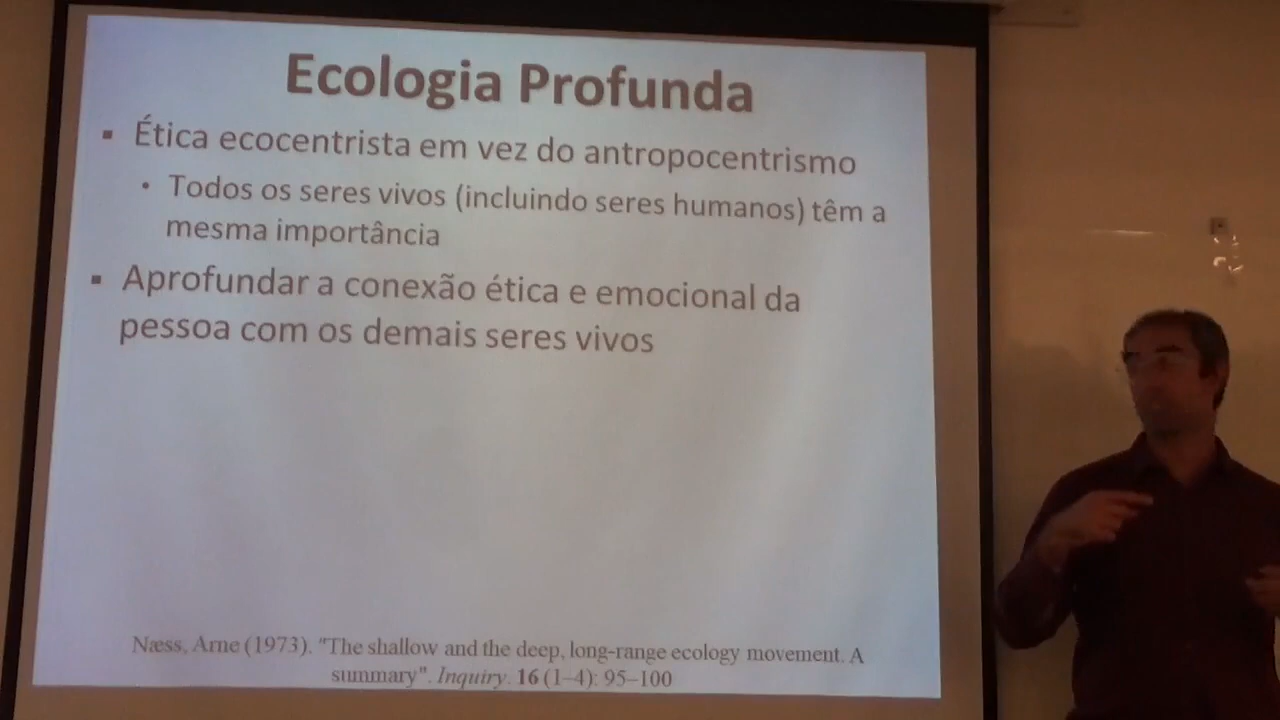 Ecologia Profunda
▪ Ética ecocentrista em vez do antropocentrismo
• Todos os seres vivos (incluindo seres humanos) têm a
mesma importância
▪ Aprofundar a conexão ética e emocional da
pessoa com os demais seres vivos
Næss, Arne (1973). "The shallow and the deep, long-range ecology movement. A
summary". Inquiry. 16 (1–4): 95–100